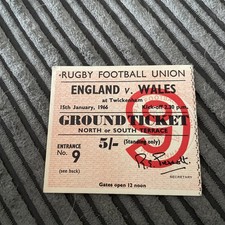 RUGBY FOOTBALL UNION
ENGLAND v. WALES
at Twickenham
15th January, 1966 Kick-off 2.30 p.m.
GROUND TICKET
NORTH or SOUTH TERRACE
ENTRANCE No. 9
5/- (Standing only)
(see back)
SECRETARY
Gates open 12 noon
9